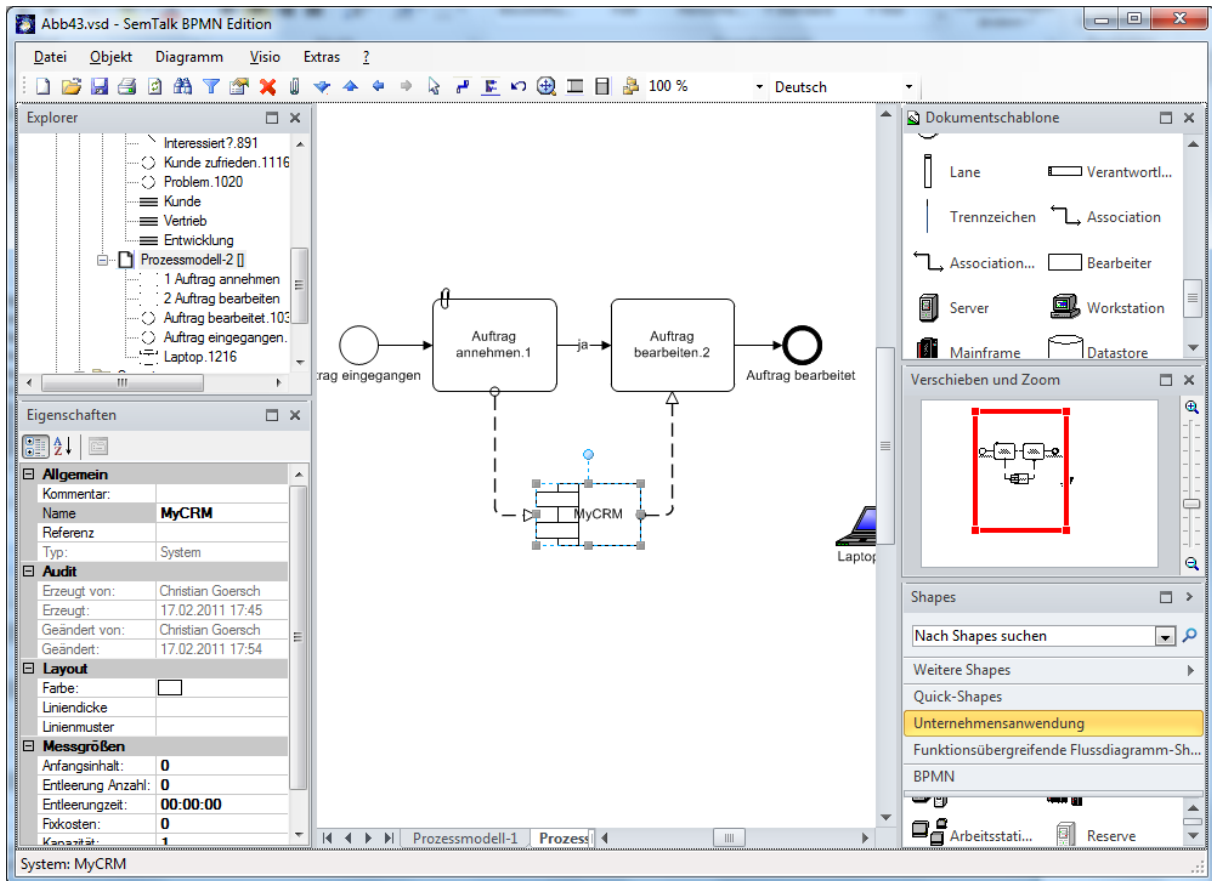 Abb43.vsd - SemTalk BPMN Edition
Datei Objekt Diagramm Visio Extras ?
100 % Deutsch
Explorer
Interessiert?.891
Kunde zufrieden.1116
Problem.1020
Kunde
Vertrieb
Entwicklung
Prozessmodell-2 []
1 Auftrag annehmen
2 Auftrag bearbeiten
Auftrag bearbeitet.103
Auftrag eingegangen.
Laptop.1216
Eigenschaften
Allgemein
Kommentar:
Name MyCRM
Referenz
Typ: System
Audit
Erzeugt von: Christian Goersch
Erzeugt: 17.02.2011 17:45
Geändert von: Christian Goersch
Geändert: 17.02.2011 17:54
Layout
Farbe:
Liniendicke
Linienmuster
Messgrößen
Anfangsinhalt: 0
Entleerung Anzahl: 0
Entleerungzeit: 00:00:00
Fixkosten: 0
Kapazität: 1
Auftrag
annehmen.1
ja
Auftrag
bearbeiten.2
rag eingegangen
Auftrag bearbeitet
MyCRM
Laptop
Prozessmodell-1 Prozess
Dokumentschablone
Lane Verantwortl...
Trennzeichen Association
Association... Bearbeiter
Server Workstation
Mainframe Datastore
Verschieben und Zoom
Shapes
Nach Shapes suchen
Weitere Shapes
Quick-Shapes
Unternehmensanwendung
Funktionsübergreifende Flussdiagramm-Sh...
BPMN
Arbeitsstati... Reserve
System: MyCRM